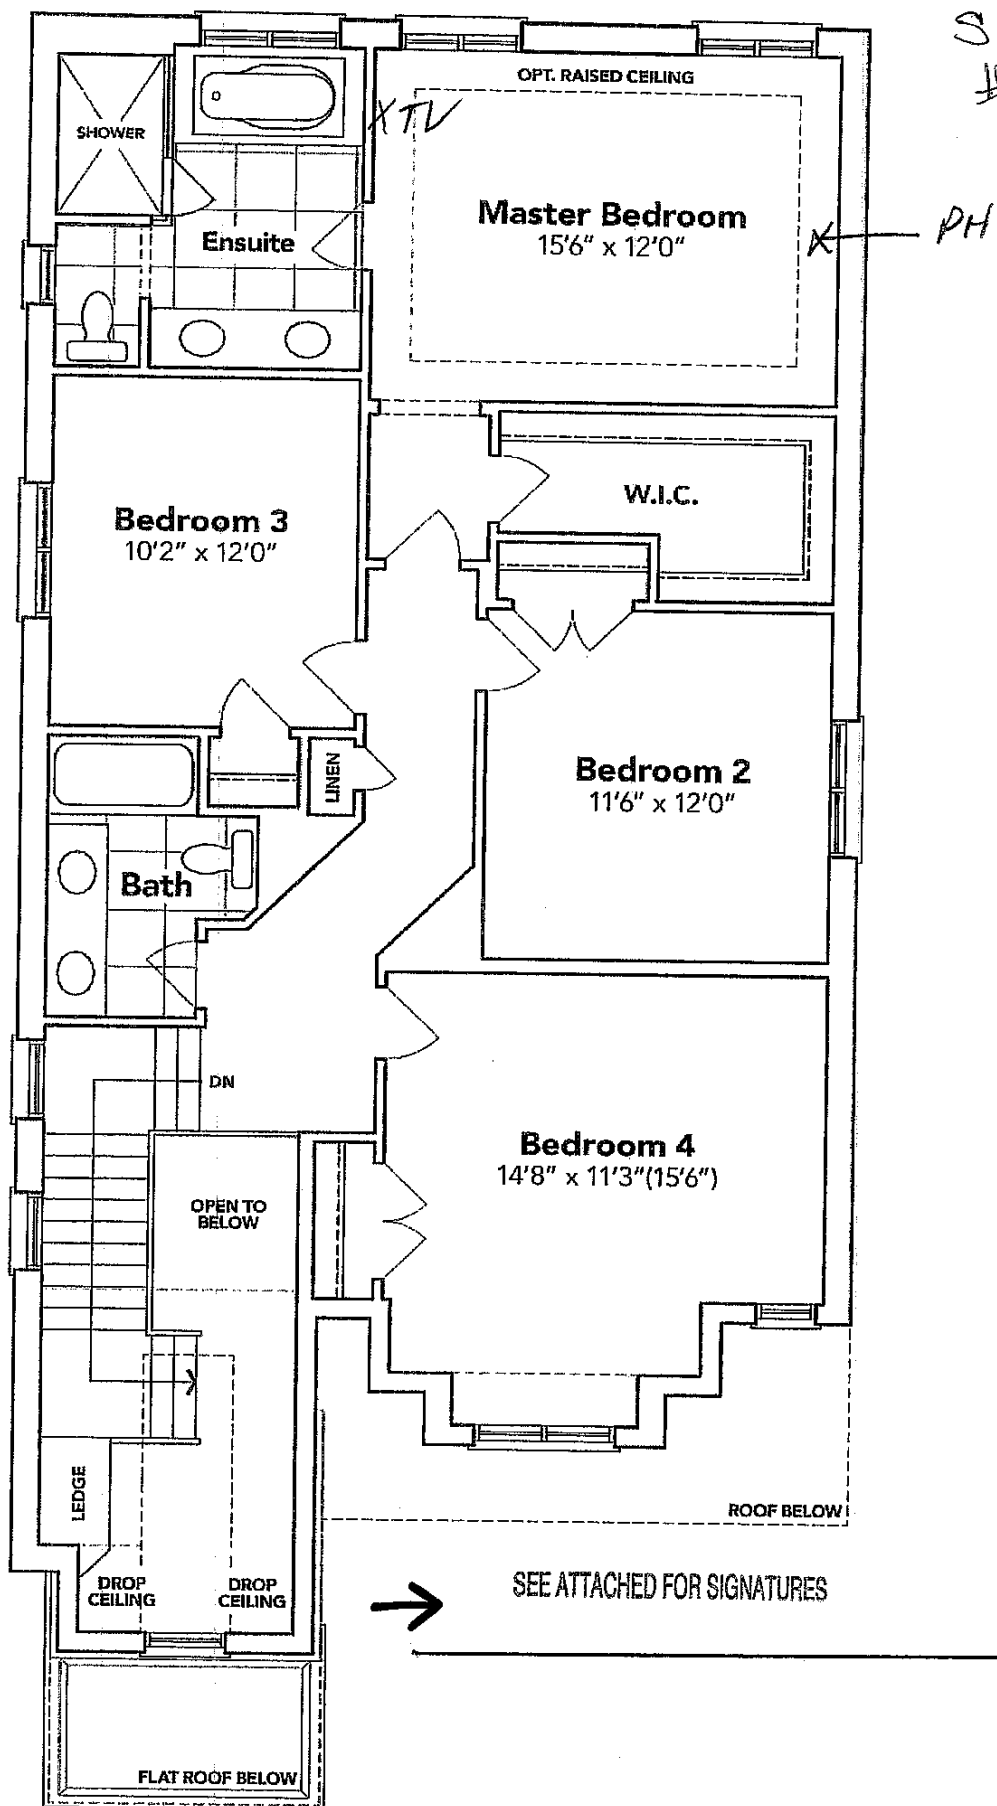 S
OPT. RAISED CEILING
XTV
SHOWER
Master Bedroom
15'6" x 12'0"
X
PH
Ensuite
W.I.C.
Bedroom 3
10'2" x 12'0"
LINEN
Bedroom 2
11'6" x 12'0"
Bath
DN
Bedroom 4
14'8" x 11'3"(15'6")
OPEN TO
BELOW
LEDGE
ROOF BELOW
DROP
CEILING
DROP
CEILING
SEE ATTACHED FOR SIGNATURES
FLAT ROOF BELOW